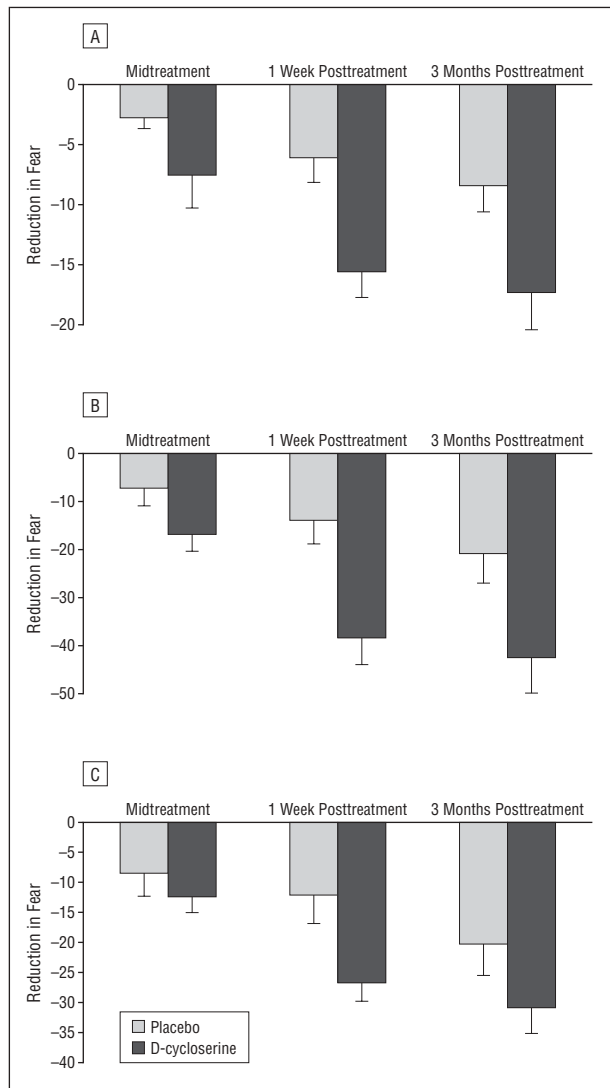 A
Midtreatment 1 Week Posttreatment 3 Months Posttreatment
0
–5
–10
–15
–20
Reduction in Fear
B
Midtreatment 1 Week Posttreatment 3 Months Posttreatment
0
–10
–20
–30
–40
–50
Reduction in Fear
C
Midtreatment 1 Week Posttreatment 3 Months Posttreatment
0
–5
–10
–15
–20
–25
–30
–35
–40
Reduction in Fear
Placebo
D-cycloserine